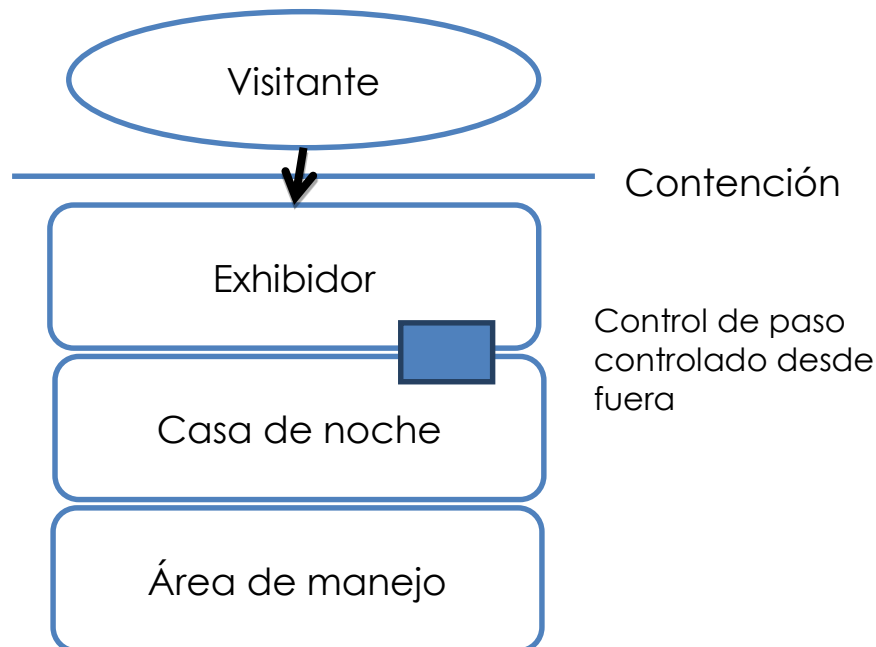 Visitante
Contención
Exhibidor
Control de paso
controlado desde
fuera
Casa de noche
Área de manejo